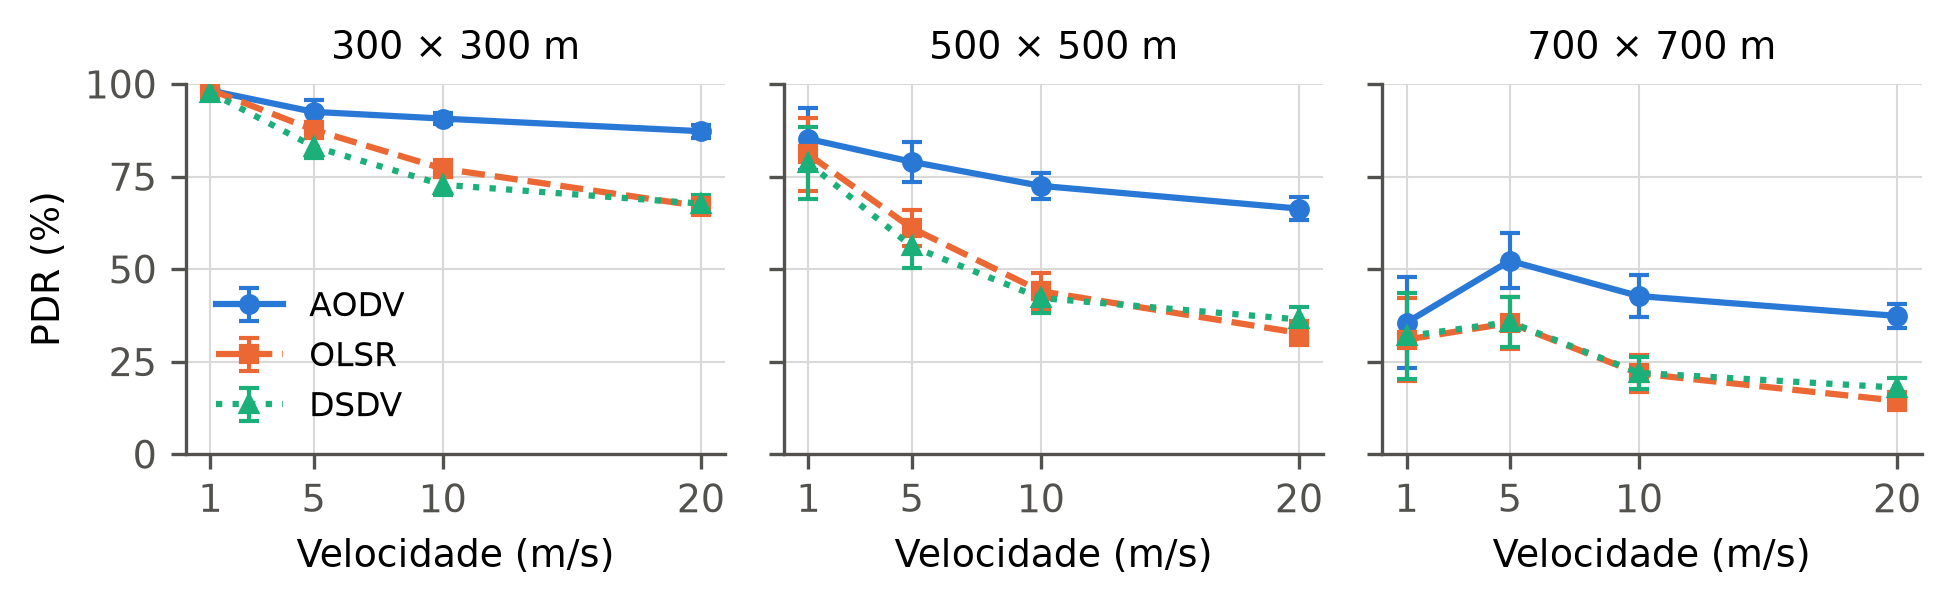 300 × 300 m
500 × 500 m
700 × 700 m
PDR (%)
100
75
50
25
0
AODV
OLSR
DSDV
1 5 10 20
1 5 10 20
1 5 10 20
Velocidade (m/s)
Velocidade (m/s)
Velocidade (m/s)